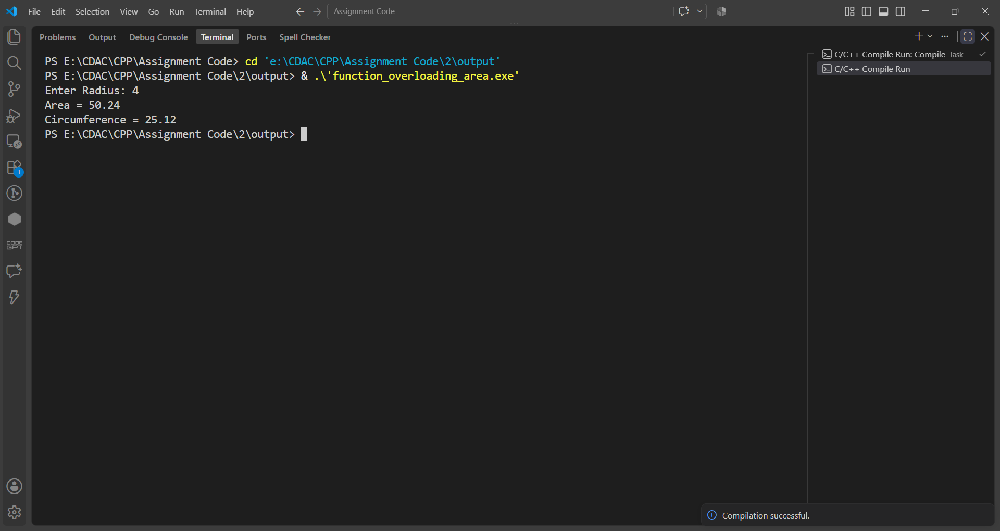 File Edit Selection View Go Run Terminal Help
Assignment Code
Problems Output Debug Console Terminal Ports Spell Checker
PS E:\CDAC\CPP\Assignment Code> cd 'e:\CDAC\CPP\Assignment Code\2\output'
PS E:\CDAC\CPP\Assignment Code\2\output> & .\'function_overloading_area.exe'
Enter Radius: 4
Area = 50.24
Circumference = 25.12
PS E:\CDAC\CPP\Assignment Code\2\output>
C/C++ Compile Run: Compile Task
C/C++ Compile Run
1
CODE
GPT
Compilation successful.